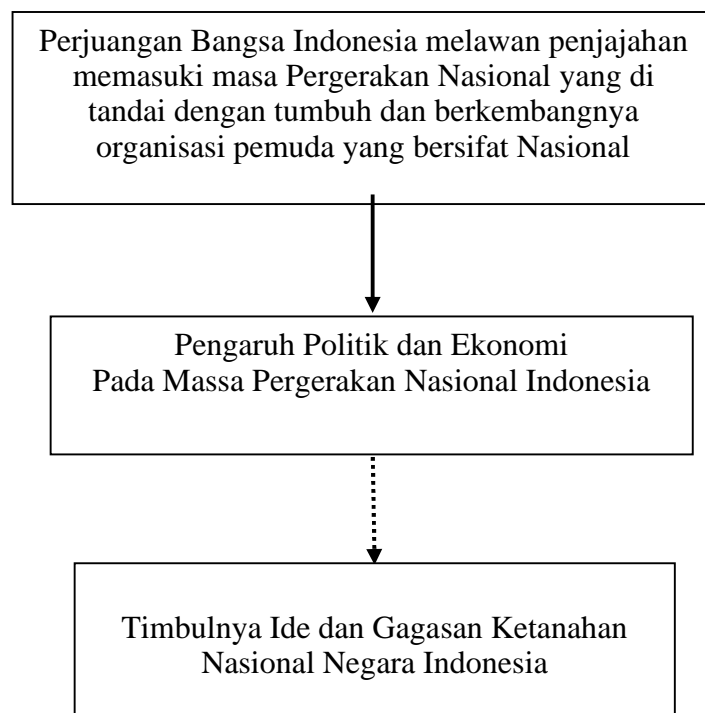 Perjuangan Bangsa Indonesia melawan penjajahan
memasuki masa Pergerakan Nasional yang di
tandai dengan tumbuh dan berkembangnya
organisasi pemuda yang bersifat Nasional
Pengaruh Politik dan Ekonomi
Pada Massa Pergerakan Nasional Indonesia
Timbulnya Ide dan Gagasan Ketanahan
Nasional Negara Indonesia